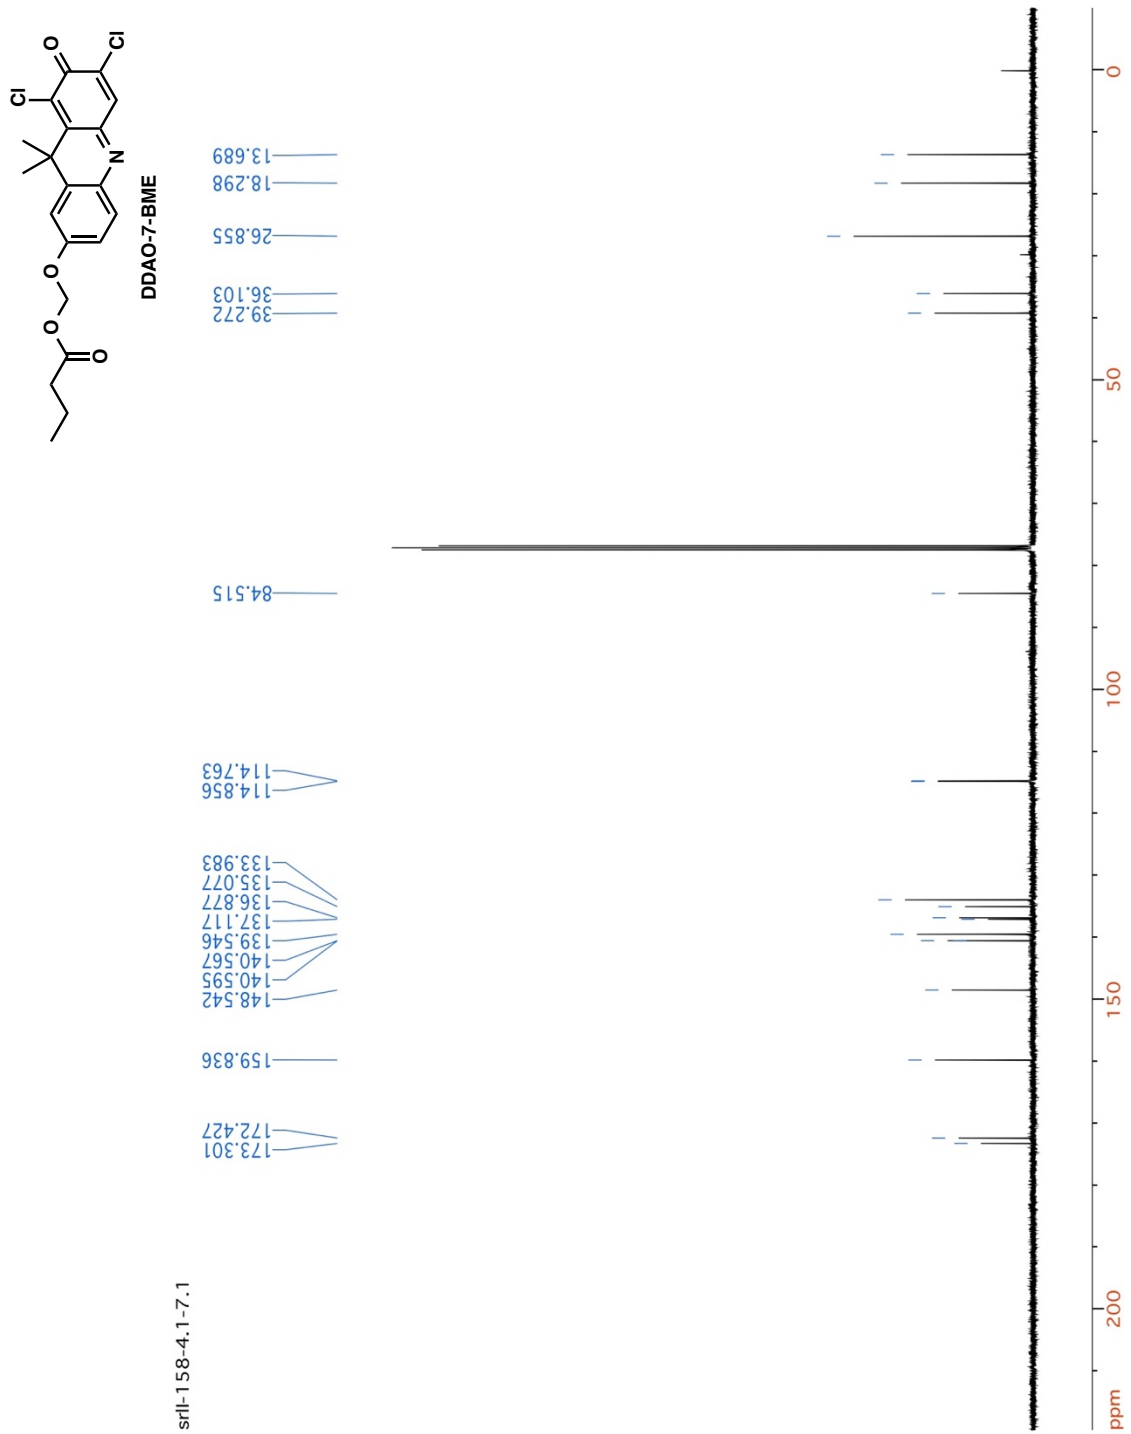 O
Cl
Cl
N
O
O
O
DDAO-7-BME
srII-158-4.1-7.1
173.301
172.427
159.836
148.542
140.595
140.567
139.546
137.117
136.877
135.077
133.983
114.856
114.763
84.515
39.272
36.103
26.855
18.298
13.689
ppm
200
150
100
50
0